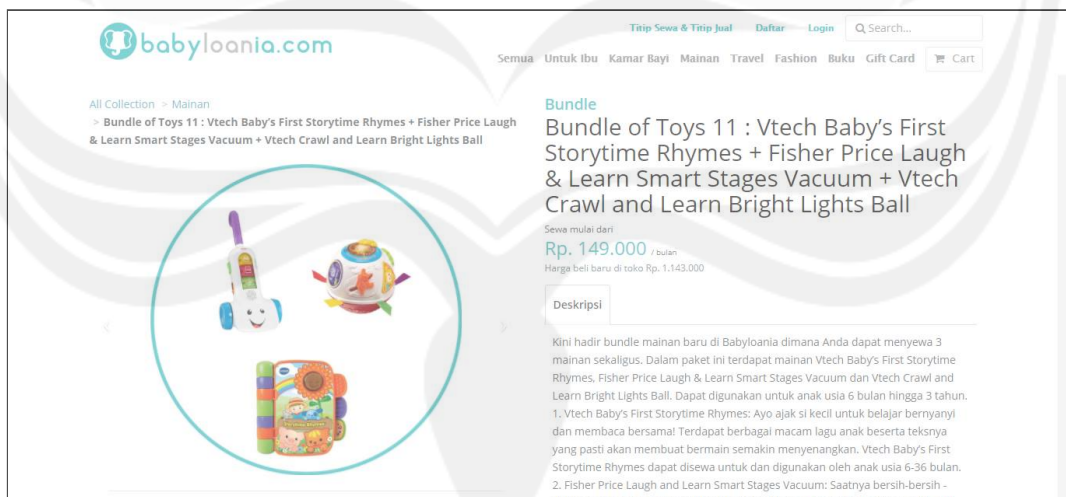 babyloania.com
Titip Sewa & Titip Jual Daftar Login Search...
Semua Untuk Ibu Kamar Bayi Mainan Travel Fashion Buku Gift Card Cart
All Collection > Mainan
> Bundle of Toys 11 : Vtech Baby's First Storytime Rhymes + Fisher Price Laugh
& Learn Smart Stages Vacuum + Vtech Crawl and Learn Bright Lights Ball
Bundle
Bundle of Toys 11 : Vtech Baby's First
Storytime Rhymes + Fisher Price Laugh
& Learn Smart Stages Vacuum + Vtech
Crawl and Learn Bright Lights Ball
Sewa mulai dari
Rp. 149.000 / bulan
Harga beli baru di toko Rp. 1.143.000
Deskripsi
Kini hadir bundle mainan baru di Babyloania dimana Anda dapat menyewa 3
mainan sekaligus. Dalam paket ini terdapat mainan Vtech Baby's First Storytime
Rhymes, Fisher Price Laugh & Learn Smart Stages Vacuum dan Vtech Crawl and
Learn Bright Lights Ball. Dapat digunakan untuk anak usia 6 bulan hingga 3 tahun.
1. Vtech Baby's First Storytime Rhymes: Ayo ajak si kecil untuk belajar bernyanyi
dan membaca bersama! Terdapat berbagai macam lagu anak beserta teksnya
yang pasti akan membuat bermain semakin menyenangkan. Vtech Baby's First
Storytime Rhymes dapat disewa untuk dan digunakan oleh anak usia 6-36 bulan.
2. Fisher Price Laugh and Learn Smart Stages Vacuum: Saatnya bersih-bersih -